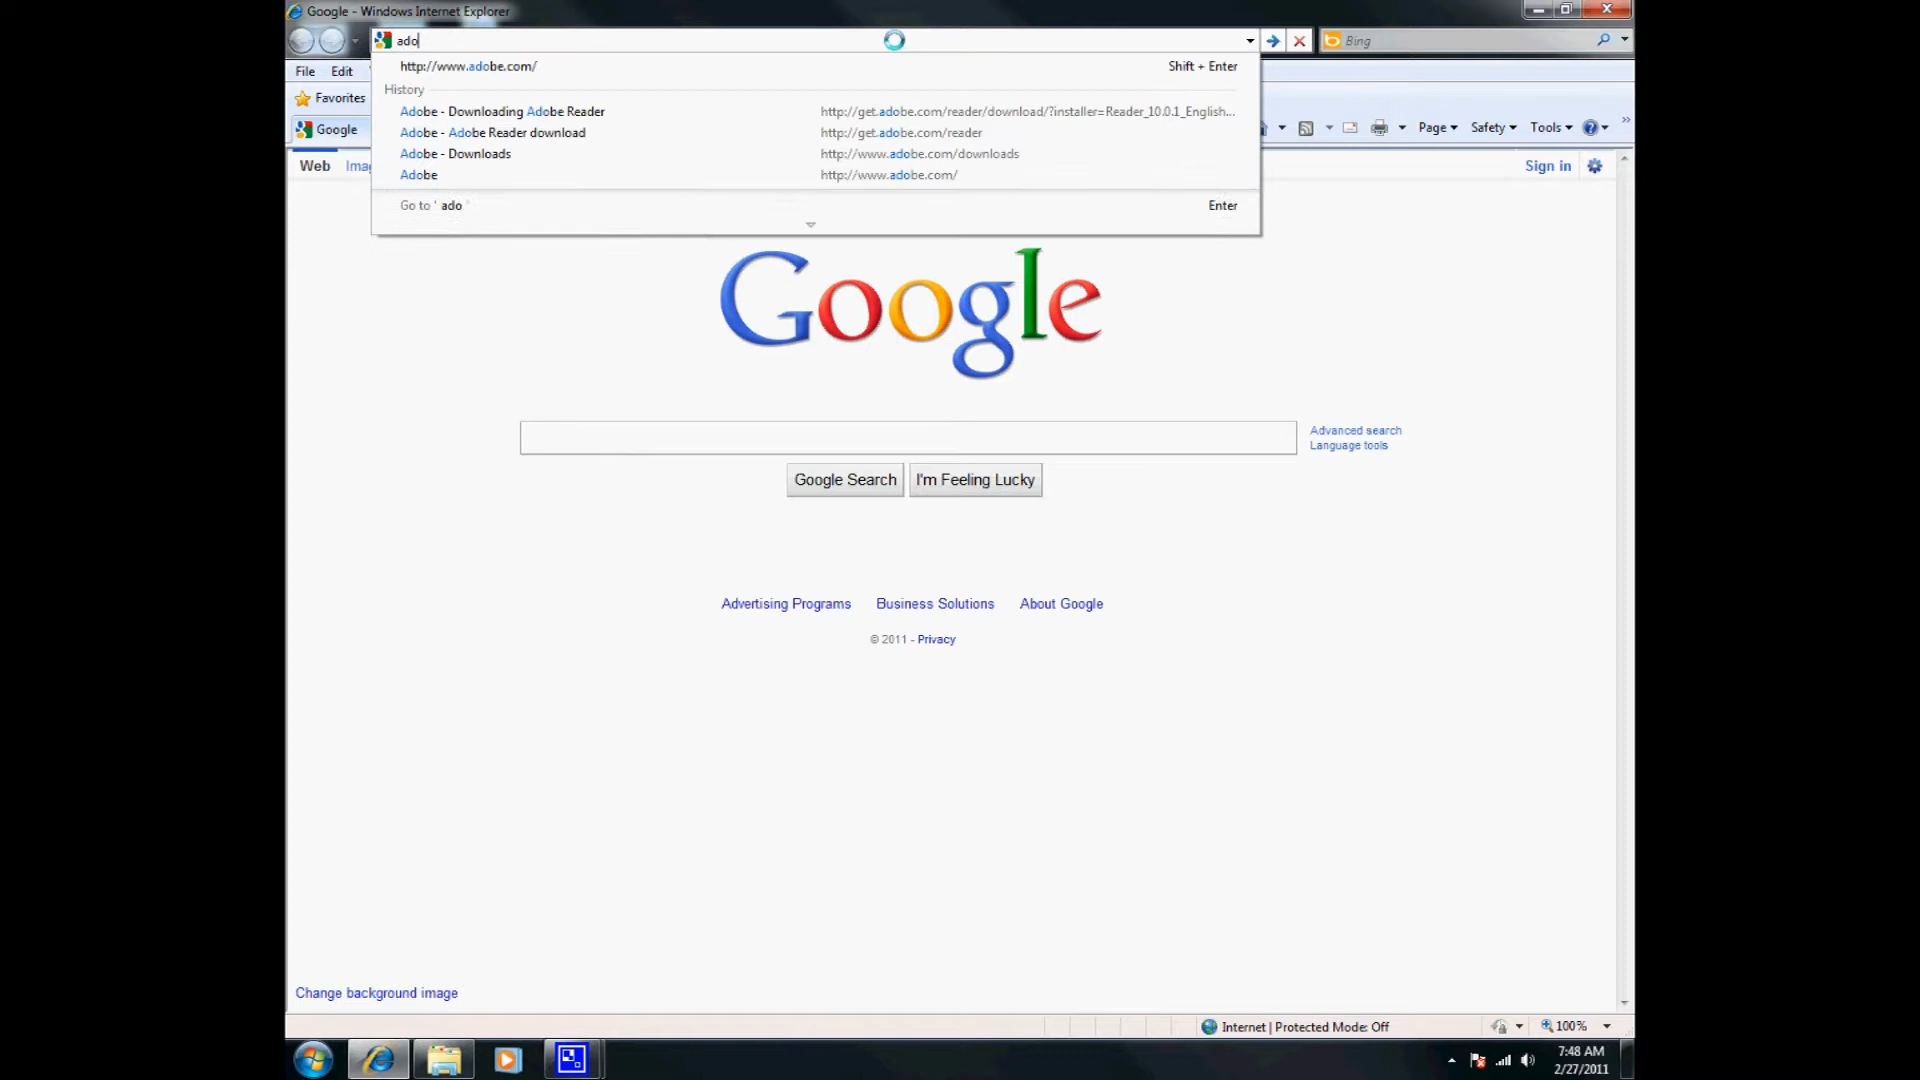 Google - Windows Internet Explorer
ado
Bing
http://www.adobe.com/ Shift + Enter
File Edit
History
Favorites
Adobe - Downloading Adobe Reader http://get.adobe.com/reader/download/?installer=Reader_10.0.1_English...
Adobe - Adobe Reader download http://get.adobe.com/reader
Google
Page Safety Tools
Adobe - Downloads http://www.adobe.com/downloads
Web Ima
Sign in
Adobe http://www.adobe.com/
Go to ' ado ' Enter
Google
Advanced search
Language tools
Google Search I'm Feeling Lucky
Advertising Programs Business Solutions About Google
© 2011 - Privacy
Change background image
Internet | Protected Mode: Off 100%
7:48 AM
2/27/2011